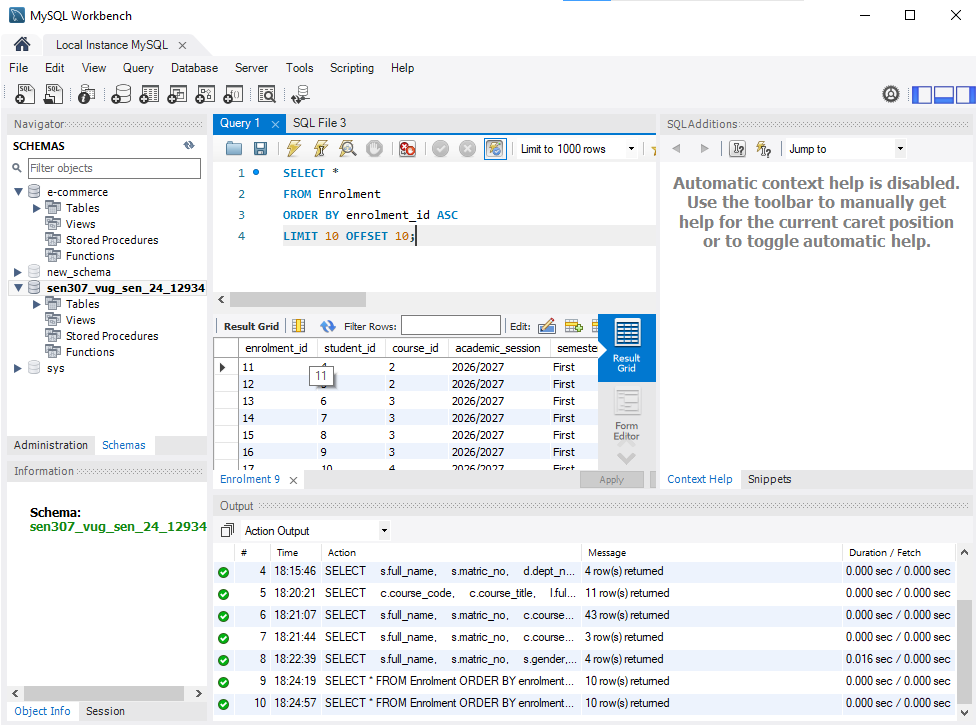 MySQL Workbench
Local Instance MySQL
File Edit View Query Database Server Tools Scripting Help
Navigator
SCHEMAS
Filter objects
e-commerce
Tables
Views
Stored Procedures
Functions
new_schema
sen307_vug_sen_24_12934
Tables
Views
Stored Procedures
Functions
sys
Administration Schemas
Information
Schema:
sen307_vug_sen_24_12934
Object Info Session
Query 1 SQL File 3
Limit to 1000 rows
1 SELECT *
2 FROM Enrolment
3 ORDER BY enrolment_id ASC
4 LIMIT 10 OFFSET 10;
Result Grid Filter Rows: Edit:
enrolment_id student_id course_id academic_session semeste
11 2 2026/2027 First
12 2 2026/2027 First
13 6 3 2026/2027 First
14 7 3 2026/2027 First
15 8 3 2026/2027 First
16 9 3 2026/2027 First
17 10 4 2026/2027 First
11
Result Grid
Form Editor
Enrolment 9 Apply
SQLAdditions
Jump to
Automatic context help is disabled.
Use the toolbar to manually get
help for the current caret position
or to toggle automatic help.
Context Help Snippets
Output
Action Output
# Time Action Message Duration / Fetch
4 18:15:46 SELECT s.full_name, s.matric_no, d.dept_n... 4 row(s) returned 0.000 sec / 0.000 sec
5 18:20:21 SELECT c.course_code, c.course_title, l.ful... 11 row(s) returned 0.000 sec / 0.000 sec
6 18:21:07 SELECT s.full_name, s.matric_no, c.course... 43 row(s) returned 0.000 sec / 0.000 sec
7 18:21:44 SELECT s.full_name, s.matric_no, c.course... 3 row(s) returned 0.000 sec / 0.000 sec
8 18:22:39 SELECT s.full_name, s.matric_no, s.gender,... 4 row(s) returned 0.016 sec / 0.000 sec
9 18:24:19 SELECT * FROM Enrolment ORDER BY enrolment... 10 row(s) returned 0.000 sec / 0.000 sec
10 18:24:57 SELECT * FROM Enrolment ORDER BY enrolment... 10 row(s) returned 0.000 sec / 0.000 sec